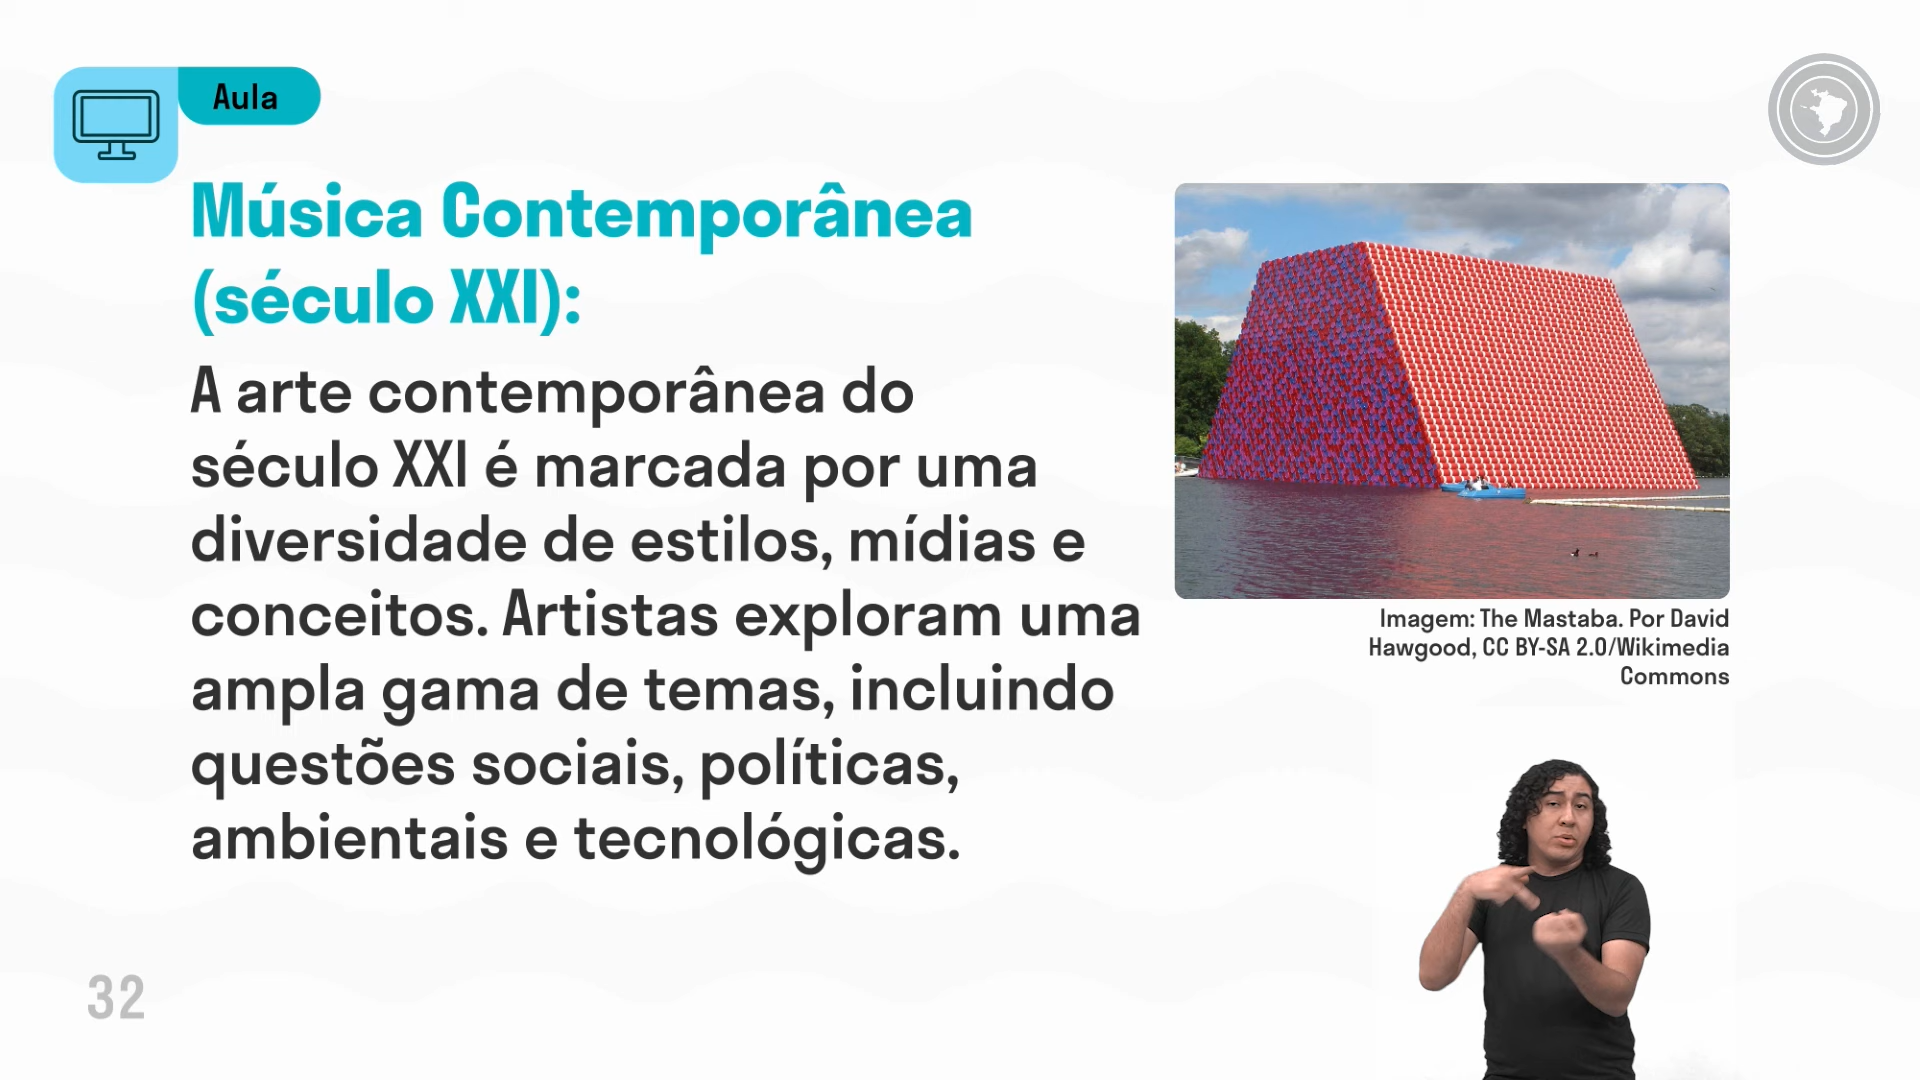 Aula
Música Contemporânea
(século XXI):
A arte contemporânea do
século XXI é marcada por uma
diversidade de estilos, mídias e
conceitos. Artistas exploram uma
ampla gama de temas, incluindo
questões sociais, políticas,
ambientais e tecnológicas.
Imagem: The Mastaba. Por David
Hawgood, CC BY-SA 2.0/Wikimedia
Commons
32